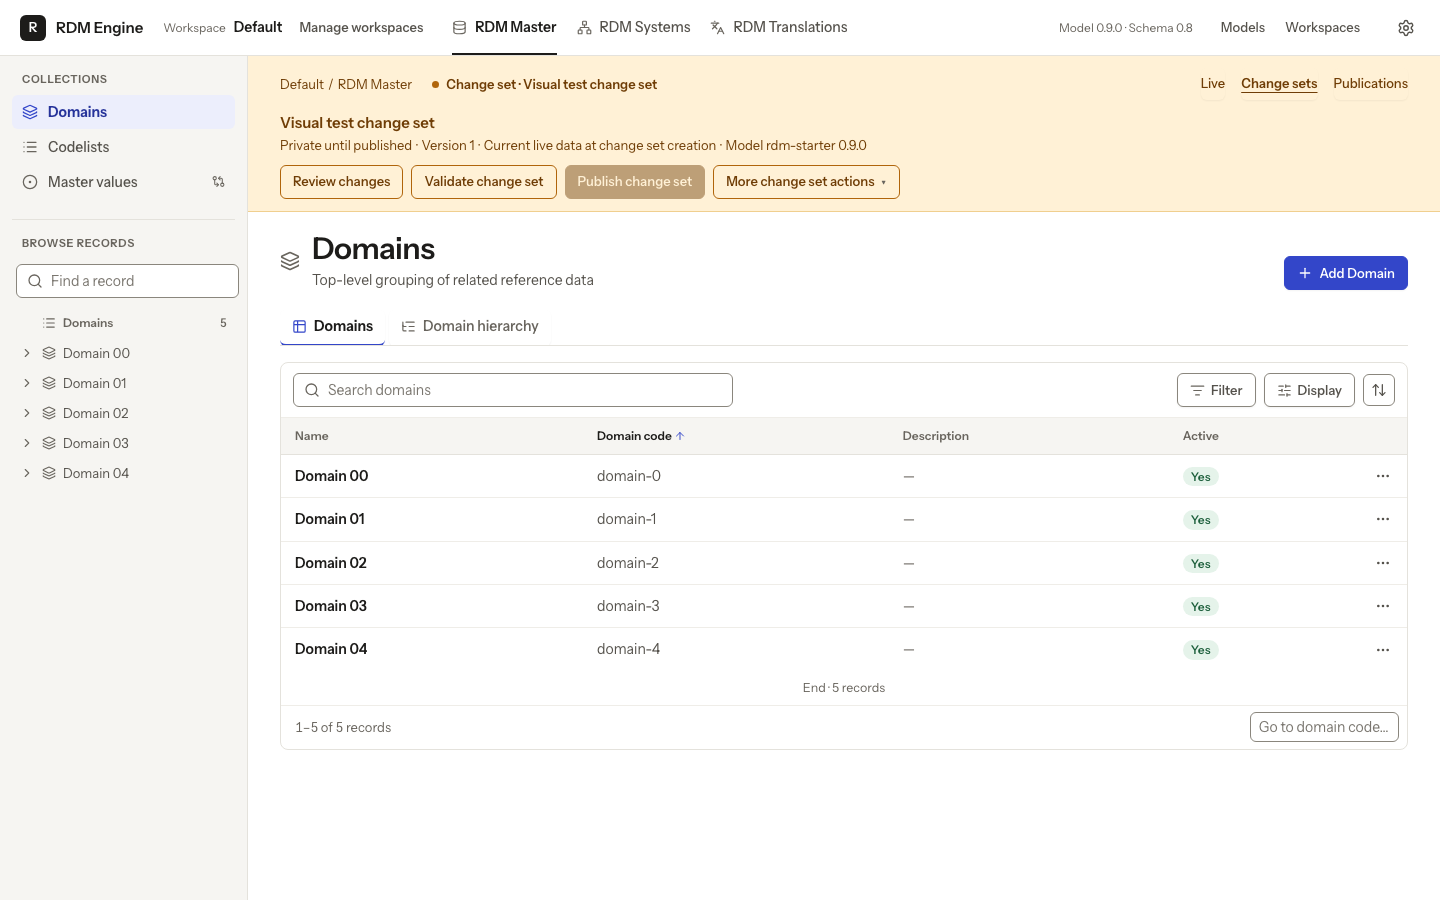 R RDM Engine Workspace Default Manage workspaces RDM Master RDM Systems RDM Translations Model 0.9.0 · Schema 0.8 Models Workspaces
COLLECTIONS
Domains
Codelists
Master values
BROWSE RECORDS
Find a record
Domains 5
Domain 00
Domain 01
Domain 02
Domain 03
Domain 04
Default / RDM Master Change set · Visual test change set Live Change sets Publications
Visual test change set
Private until published · Version 1 · Current live data at change set creation · Model rdm-starter 0.9.0
Review changes Validate change set Publish change set More change set actions
Domains
Top-level grouping of related reference data
Add Domain
Domains Domain hierarchy
Search domains Filter Display
Name Domain code Description Active
Domain 00 domain-0 — Yes
Domain 01 domain-1 — Yes
Domain 02 domain-2 — Yes
Domain 03 domain-3 — Yes
Domain 04 domain-4 — Yes
End · 5 records
1–5 of 5 records Go to domain code...